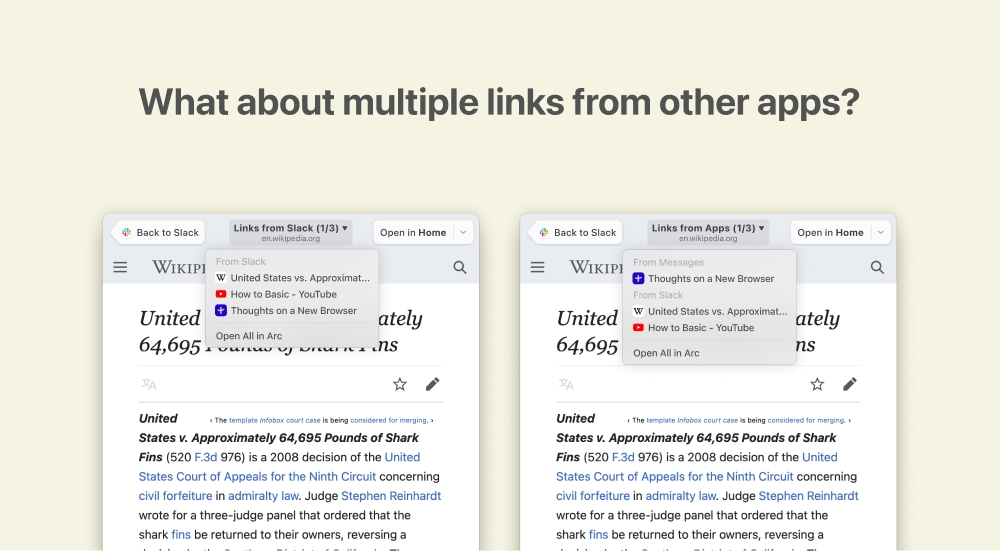 What about multiple links from other apps?
Back to Slack
Links from Slack (1/3) ▼
en.wikipedia.org
Open in Home
WIKIP
From Slack
United States vs. Approximat...
How to Basic - YouTube
Thoughts on a New Browser
Open All in Arc
United ately
64,695 Pounds of Shark Fins
United
‹ The template Infobox court case is being considered for merging. ›
States v. Approximately 64,695 Pounds of Shark
Fins (520 F.3d 976) is a 2008 decision of the United
States Court of Appeals for the Ninth Circuit concerning
civil forfeiture in admiralty law. Judge Stephen Reinhardt
wrote for a three-judge panel that ordered that the
shark fins be returned to their owners, reversing a
Back to Slack
Links from Apps (1/3) ▼
en.wikipedia.org
Open in Home
WIKIP
From Messages
Thoughts on a New Browser
From Slack
United States vs. Approximat...
How to Basic - YouTube
Open All in Arc
United ately
64,695 ns
United
‹ The template Infobox court case is being considered for merging. ›
States v. Approximately 64,695 Pounds of Shark
Fins (520 F.3d 976) is a 2008 decision of the United
States Court of Appeals for the Ninth Circuit concerning
civil forfeiture in admiralty law. Judge Stephen Reinhardt
wrote for a three-judge panel that ordered that the
shark fins be returned to their owners, reversing a